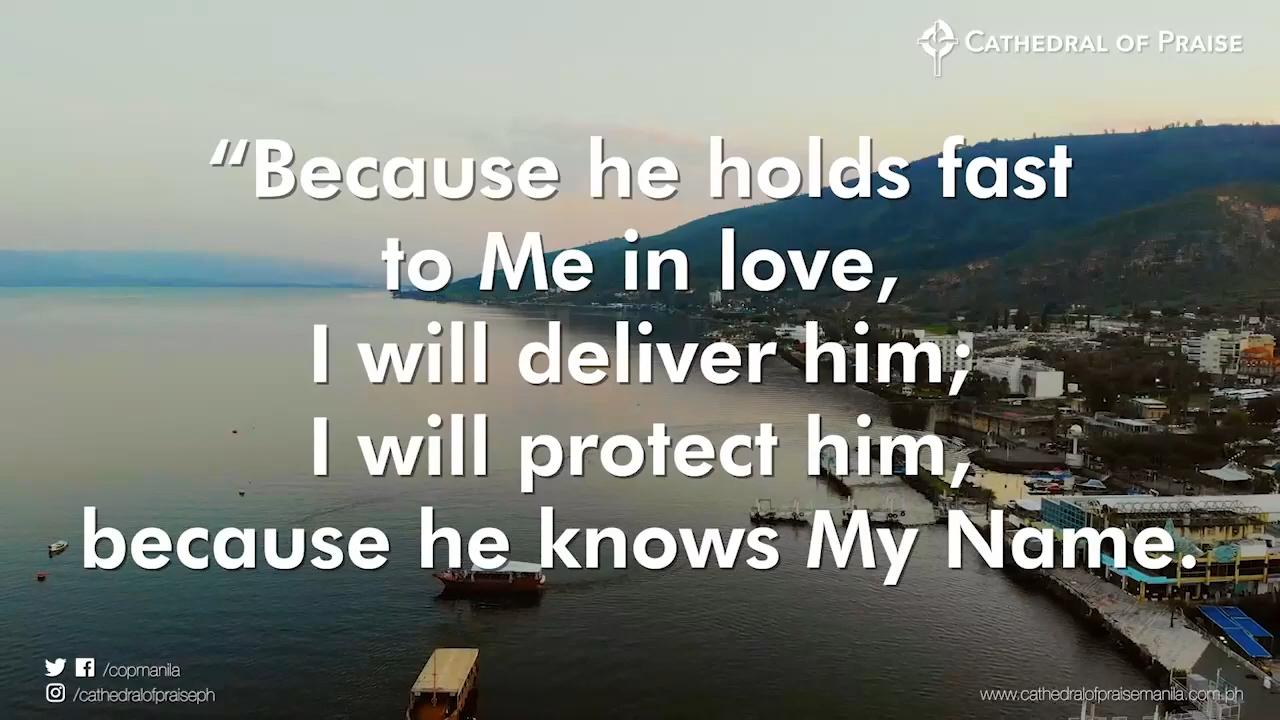 CATHEDRAL OF PRAISE
“Because he holds fast
to Me in love,
I will deliver him;
I will protect him,
because he knows My Name.
/copmanila
/cathedralofpraiseph
www.cathedralofpraisemanila.com.ph